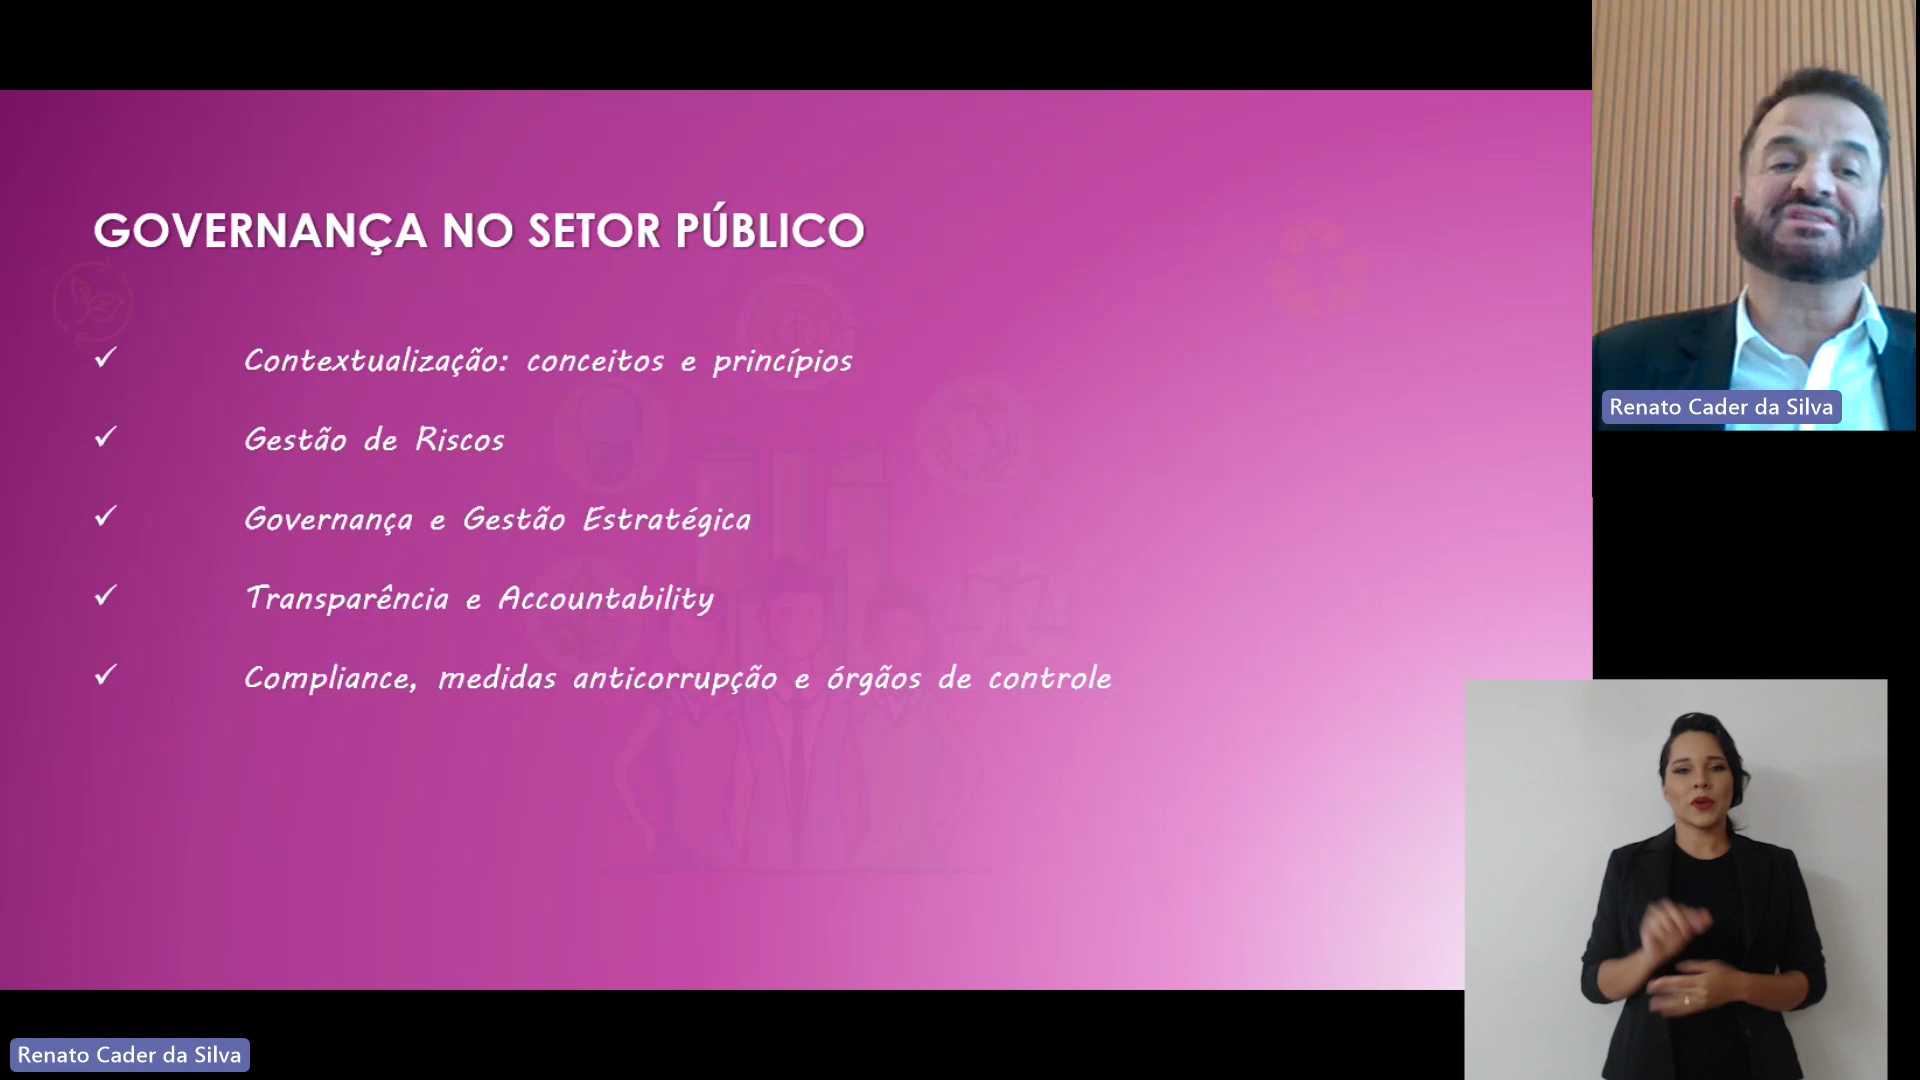 GOVERNANÇA NO SETOR PÚBLICO
✓ Contextualização: conceitos e princípios
✓ Gestão de Riscos
✓ Governança e Gestão Estratégica
✓ Transparência e Accountability
✓ Compliance, medidas anticorrupção e órgãos de controle
Renato Cader da Silva
Renato Cader da Silva